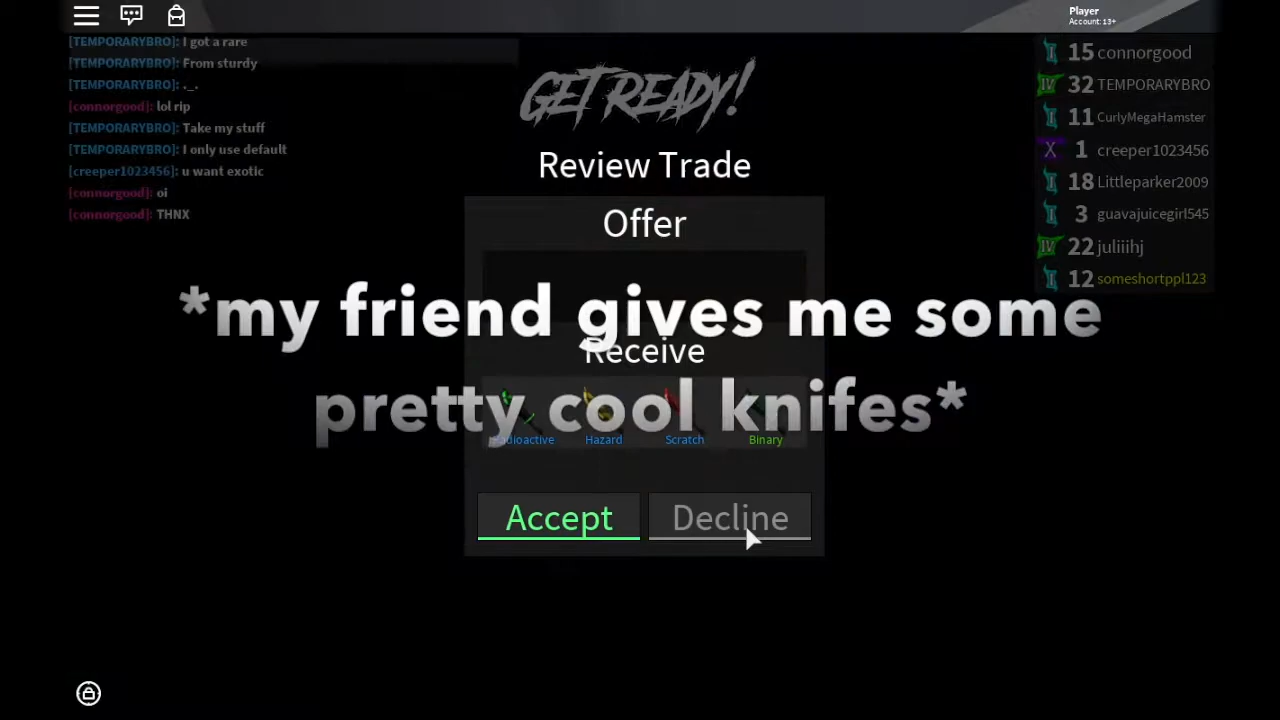 Player
Account: 13+
[TEMPORARYBRO]: I got a rare
[TEMPORARYBRO]: From sturdy
[TEMPORARYBRO]: ._.
[connorgood]: lol rip
[TEMPORARYBRO]: Take my stuff
[TEMPORARYBRO]: I only use default
[creeper1023456]: u want exotic
[connorgood]: oi
[connorgood]: THNX
GET READY!
Review Trade
Offer
*my friend gives me some
Receive
pretty cool knifes*
Radioactive Hazard Scratch Binary
Accept Decline
I 15 connorgood
IV 32 TEMPORARYBRO
I 11 CurlyMegaHamster
X 1 creeper1023456
I 18 Littleparker2009
I 3 guavajuicegirl545
IV 22 juliiihj
I 12 someshortppl123